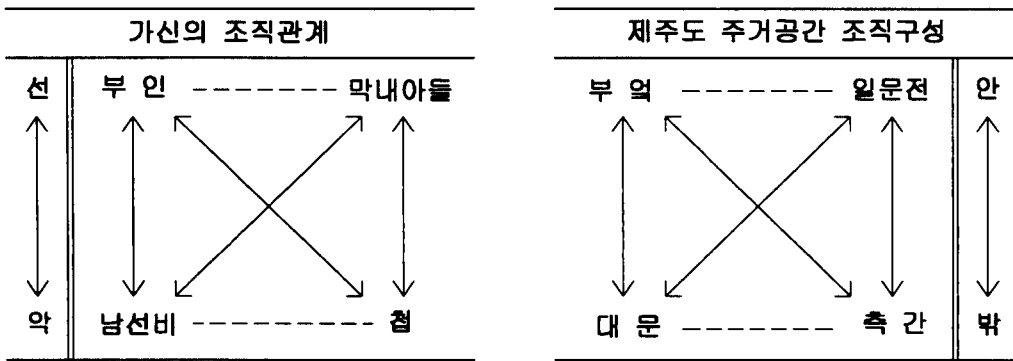 가신의 조직관계
선 부 인 막내아들
악 남선비 첩
제주도 주거공간 조직구성
부 엌 일문전 안
대 문 측 간 밖